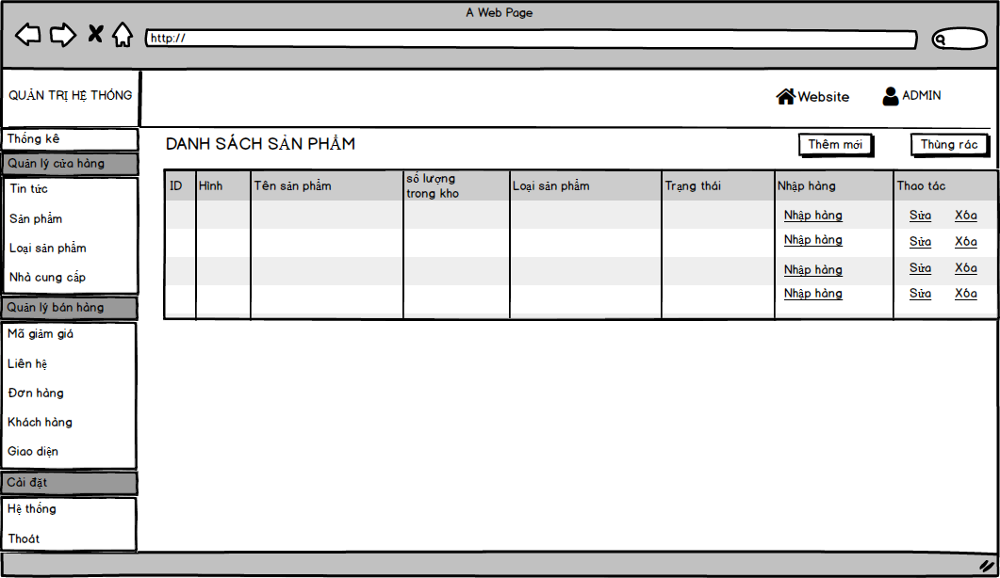 A Web Page
http://
QUẢN TRỊ HỆ THỐNG
Website
ADMIN
Thống kê
Quản lý cửa hàng
Tin tức
Sản phẩm
Loại sản phẩm
Nhà cung cấp
Quản lý bán hàng
Mã giảm giá
Liên hệ
Đơn hàng
Khách hàng
Giao diện
Cài đặt
Hệ thống
Thoát
DANH SÁCH SẢN PHẨM
Thêm mới
Thùng rác
ID
Hình
Tên sản phẩm
số lượng
trong kho
Loại sản phẩm
Trạng thái
Nhập hàng
Thao tác
Nhập hàng Sửa Xóa
Nhập hàng Sửa Xóa
Nhập hàng Sửa Xóa
Nhập hàng Sửa Xóa